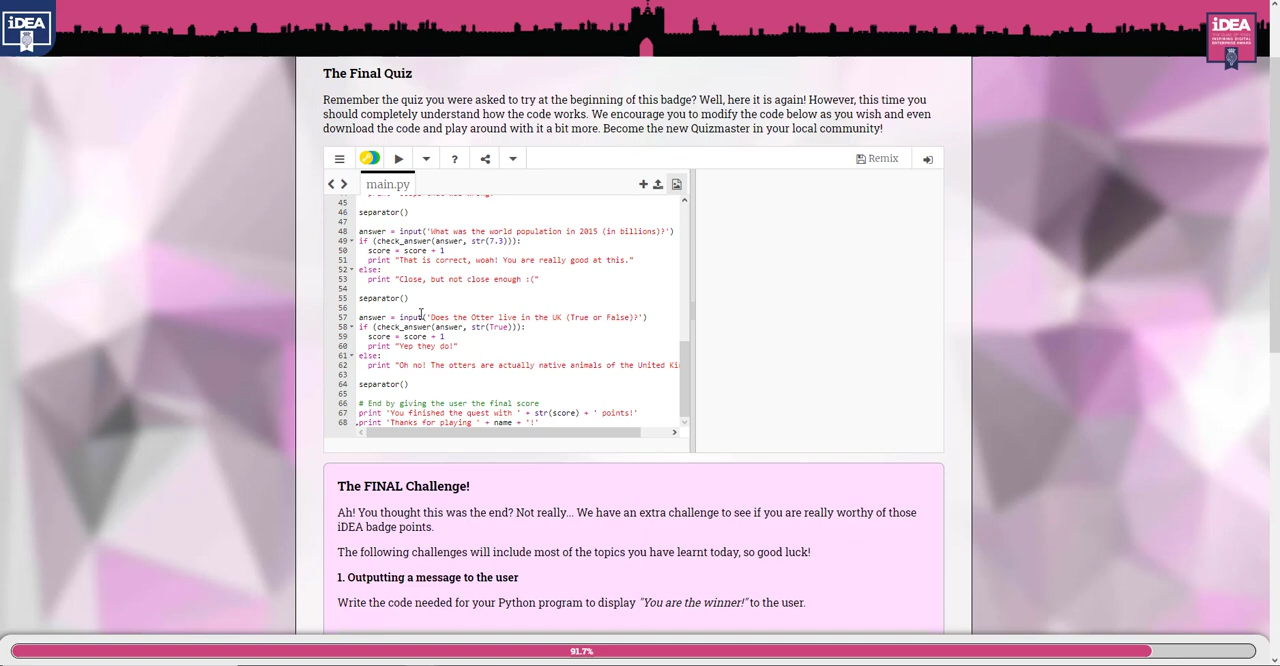 iDEA
iDEA
INSPIRING DIGITAL
ENTERPRISE AWARD
The Final Quiz
Remember the quiz you were asked to try at the beginning of this badge? Well, here it is again! However, this time you
should completely understand how the code works. We encourage you to modify the code below as you wish and even
download the code and play around with it a bit more. Become the new Quizmaster in your local community!
? Remix
main.py
45
46 separator()
47
48 answer = input('What was the world population in 2015 (in billions)?')
49 if (check_answer(answer, str(7.3))):
50 score = score + 1
51 print "That is correct, woah! You are really good at this."
52 else:
53 print "Close, but not close enough :("
54
55 separator()
56
57 answer = input('Does the Otter live in the UK (True or False)?')
58 if (check_answer(answer, str(True))):
59 score = score + 1
60 print "Yep they do!"
61 else:
62 print "Oh no! The otters are actually native animals of the United Ki
63
64 separator()
65
66 # End by giving the user the final score
67 print 'You finished the quest with ' + str(score) + ' points!'
68 print 'Thanks for playing ' + name + '!'
The FINAL Challenge!
Ah! You thought this was the end? Not really... We have an extra challenge to see if you are really worthy of those
iDEA badge points.
The following challenges will include most of the topics you have learnt today, so good luck!
1. Outputting a message to the user
Write the code needed for your Python program to display "You are the winner!" to the user.
91.7%